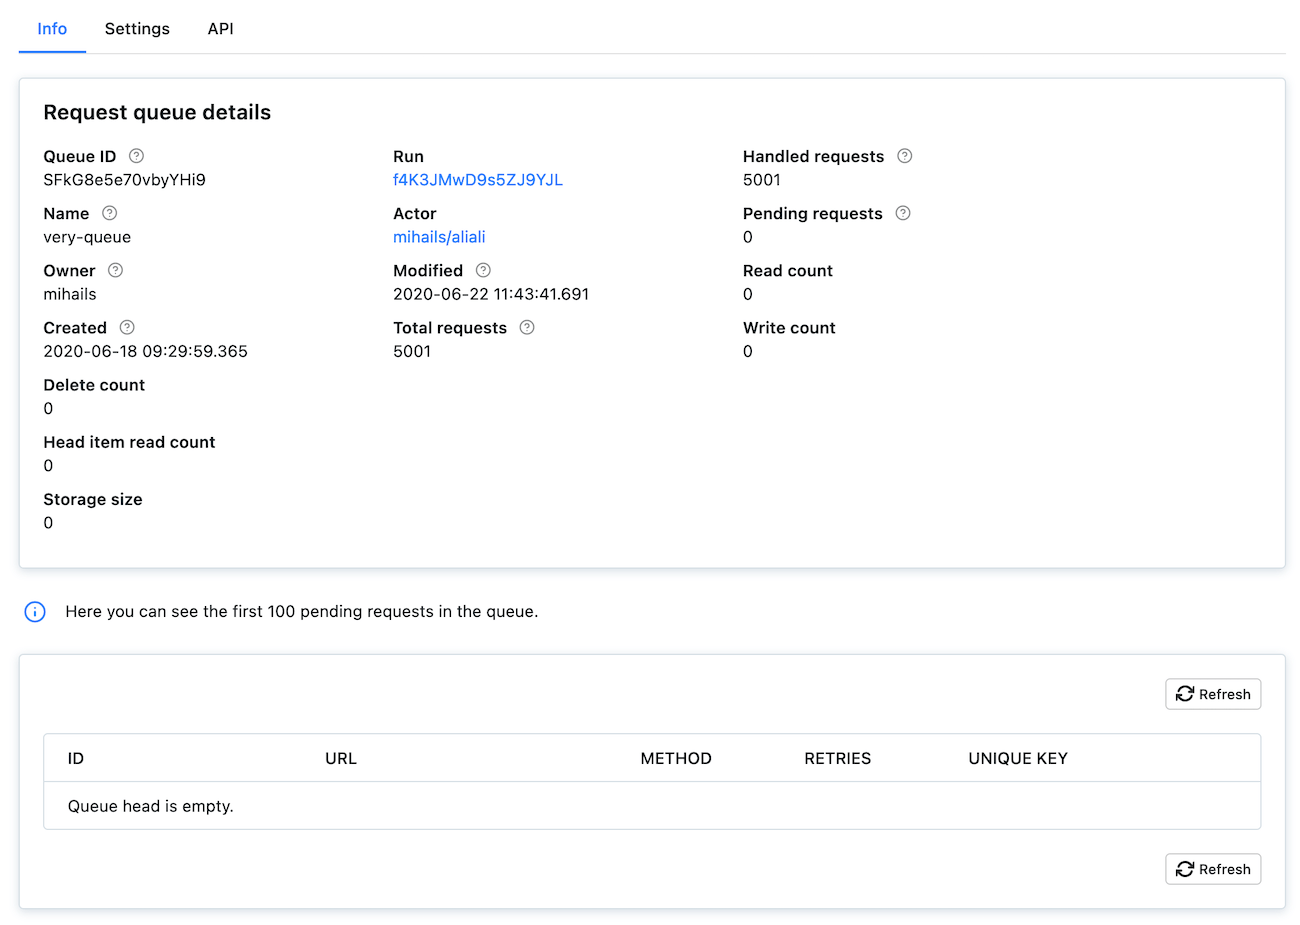 Info Settings API
Request queue details
Queue ID Run Handled requests
SFkG8e5e70vbyYHi9 f4K3JMwD9s5ZJ9YJL 5001
Name Actor Pending requests
very-queue mihails/aliali 0
Owner Modified Read count
mihails 2020-06-22 11:43:41.691 0
Created Total requests Write count
2020-06-18 09:29:59.365 5001 0
Delete count
0
Head item read count
0
Storage size
0
Here you can see the first 100 pending requests in the queue.
Refresh
ID URL METHOD RETRIES UNIQUE KEY
Queue head is empty.
Refresh